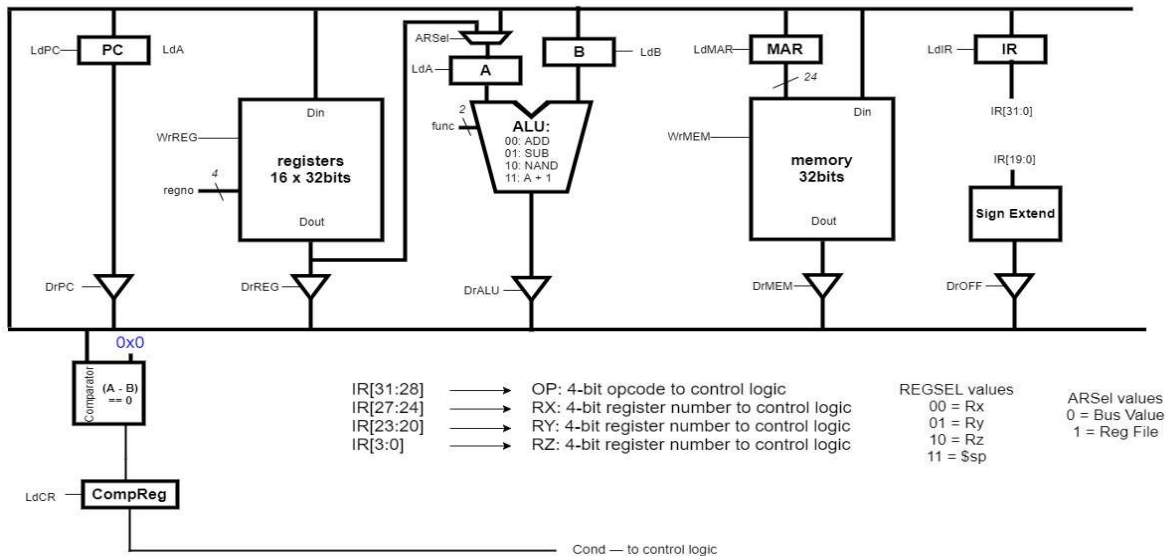 LdPC
PC
LdA
ARSel
LdA
A
B
LdB
LdMAR
MAR
24
LdIR
IR
IR[31:0]
WrREG
Din
registers
16 x 32bits
4
regno
Dout
2
func
ALU:
00: ADD
01: SUB
10: NAND
11: A + 1
WrMEM
Din
memory
32bits
Dout
IR[19:0]
Sign Extend
DrPC
DrREG
DrALU
DrMEM
DrOFF
0x0
Comparator
(A - B)
== 0
LdCR
CompReg
Cond — to control logic
IR[31:28] OP: 4-bit opcode to control logic
IR[27:24] RX: 4-bit register number to control logic
IR[23:20] RY: 4-bit register number to control logic
IR[3:0] RZ: 4-bit register number to control logic
REGSEL values
00 = Rx
01 = Ry
10 = Rz
11 = $sp
ARSel values
0 = Bus Value
1 = Reg File